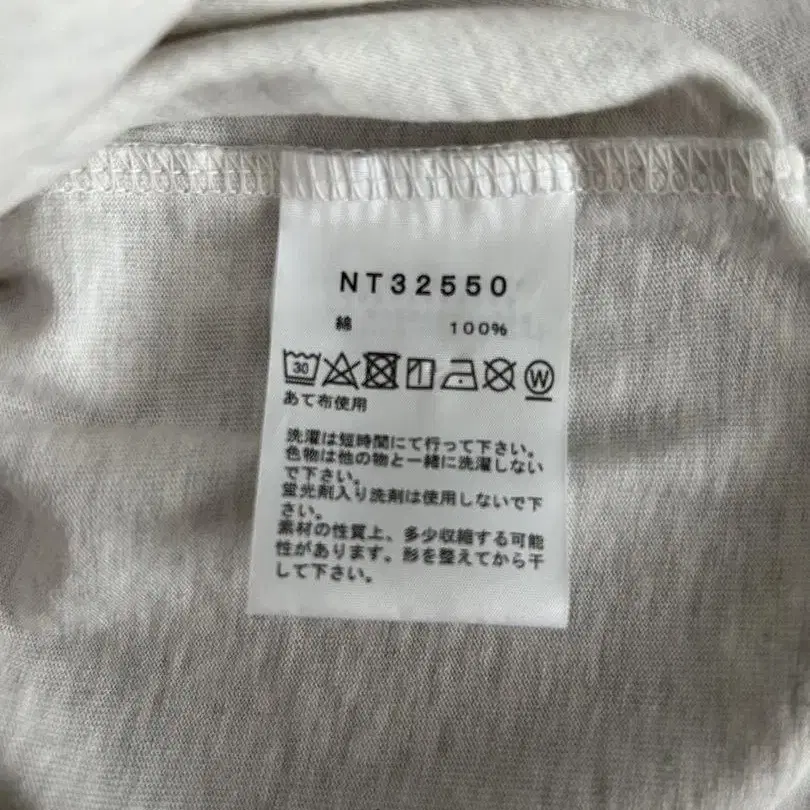 NT32550
綿 100%
30 W
あて布使用
洗濯は短時間にて行って下さい。
色物は他の物と一緒に洗濯しない
で下さい。
蛍光剤入り洗剤は使用しないで下
さい。
素材の性質上、多少収縮する可能
性があります。形を整えてから干
して下さい。